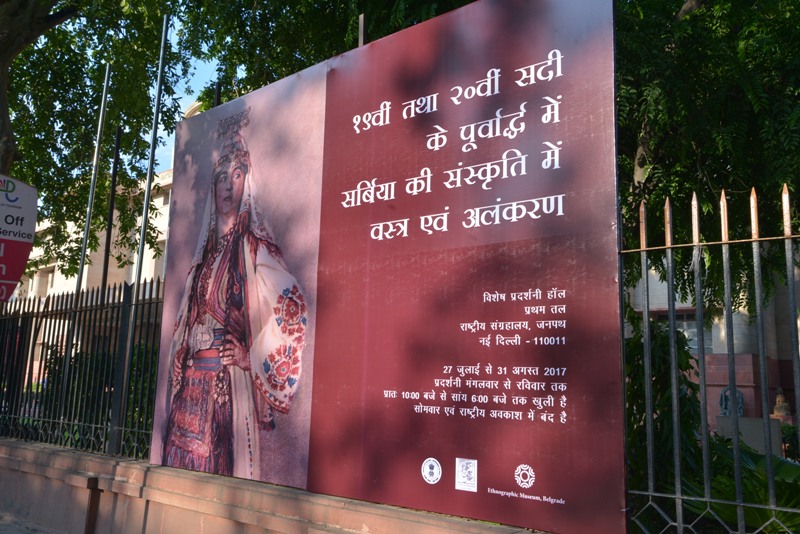 १९वीं तथा २०वीं सदी
के पूर्वार्द्ध में
सर्बिया की संस्कृति में
वस्त्र एवं अलंकरण
विशेष प्रदर्शनी हॉल
प्रथम तल
राष्ट्रीय संग्रहालय, जनपथ
नई दिल्ली - 110011
27 जुलाई से 31 अगस्त 2017
प्रदर्शनी मंगलवार से रविवार तक
प्रातः 10:00 बजे से सांय 6:00 बजे तक खुली है
सोमवार एवं राष्ट्रीय अवकाश में बंद है
Ethnographic Museum, Belgrade
Off
Service